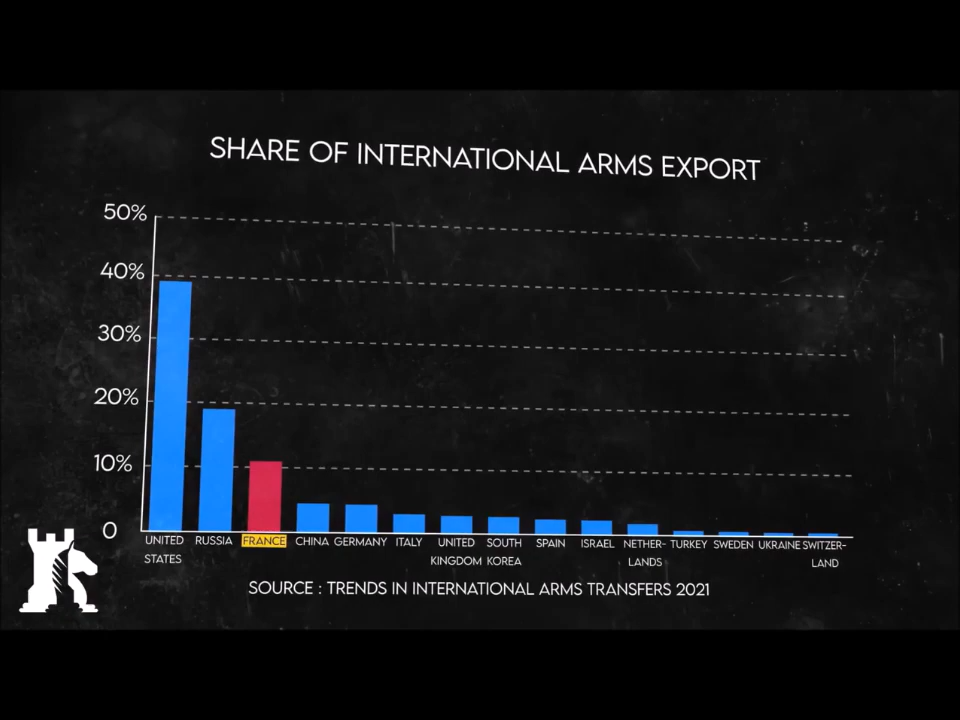 SHARE OF INTERNATIONAL ARMS EXPORT
50%
40%
30%
20%
10%
0
UNITED STATES
RUSSIA
FRANCE
CHINA
GERMANY
ITALY
UNITED KINGDOM
SOUTH KOREA
SPAIN
ISRAEL
NETHER-
LANDS
TURKEY
SWEDEN
UKRAINE
SWITZER-
LAND
SOURCE : TRENDS IN INTERNATIONAL ARMS TRANSFERS 2021